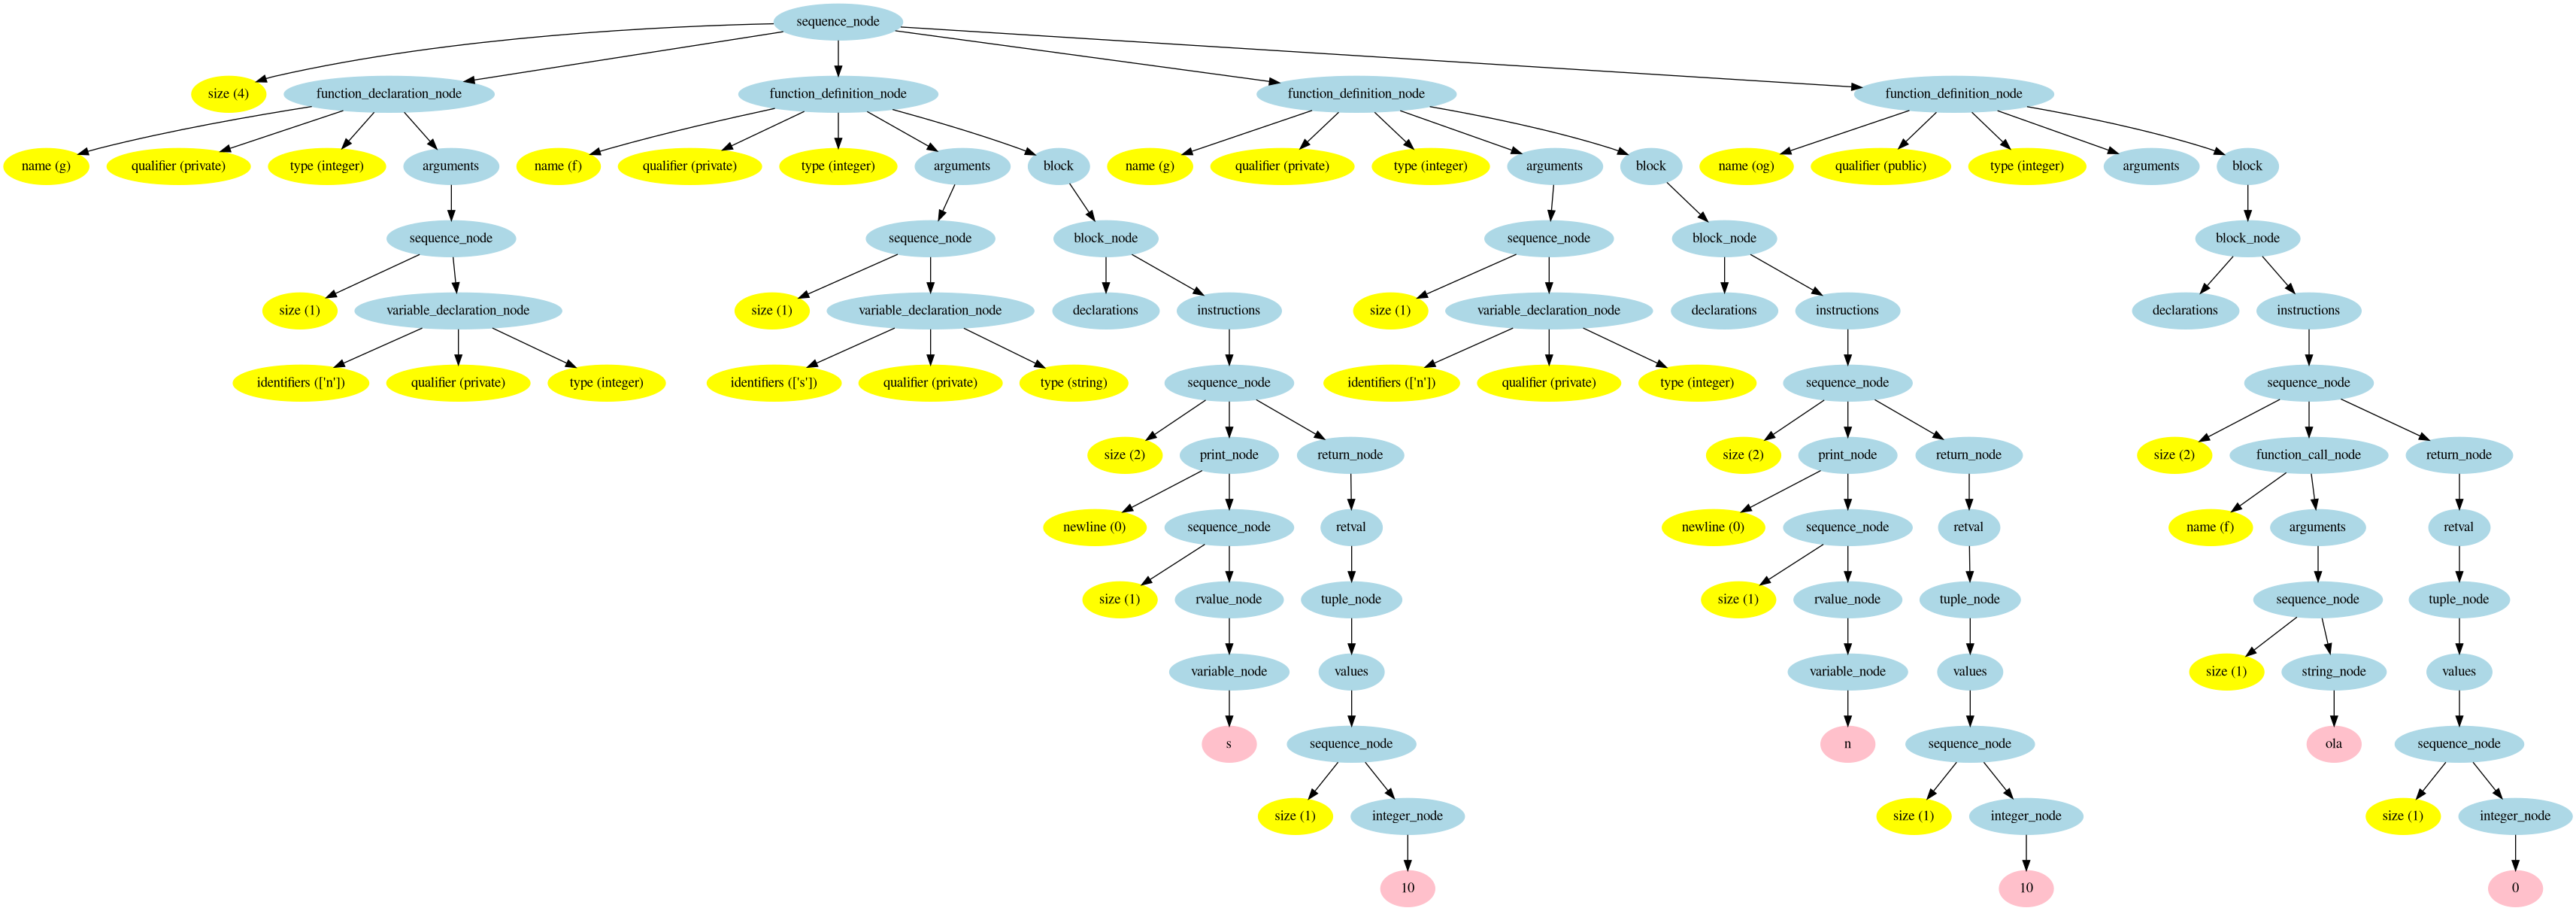 sequence_node
size (4)
function_declaration_node
function_definition_node
function_definition_node
function_definition_node
name (g)
qualifier (private)
type (integer)
arguments
name (f)
qualifier (private)
type (integer)
arguments
block
name (g)
qualifier (private)
type (integer)
arguments
block
name (og)
qualifier (public)
type (integer)
arguments
block
sequence_node
sequence_node
block_node
sequence_node
block_node
block_node
size (1)
variable_declaration_node
size (1)
variable_declaration_node
declarations
instructions
size (1)
variable_declaration_node
declarations
instructions
declarations
instructions
identifiers (['n'])
qualifier (private)
type (integer)
identifiers (['s'])
qualifier (private)
type (string)
sequence_node
identifiers (['n'])
qualifier (private)
type (integer)
sequence_node
sequence_node
size (2)
print_node
return_node
size (2)
print_node
return_node
size (2)
function_call_node
return_node
newline (0)
sequence_node
retval
newline (0)
sequence_node
retval
name (f)
arguments
retval
size (1)
rvalue_node
tuple_node
size (1)
rvalue_node
tuple_node
sequence_node
tuple_node
variable_node
values
variable_node
values
size (1)
string_node
values
s
sequence_node
n
sequence_node
ola
sequence_node
size (1)
integer_node
size (1)
integer_node
size (1)
integer_node
10
10
0